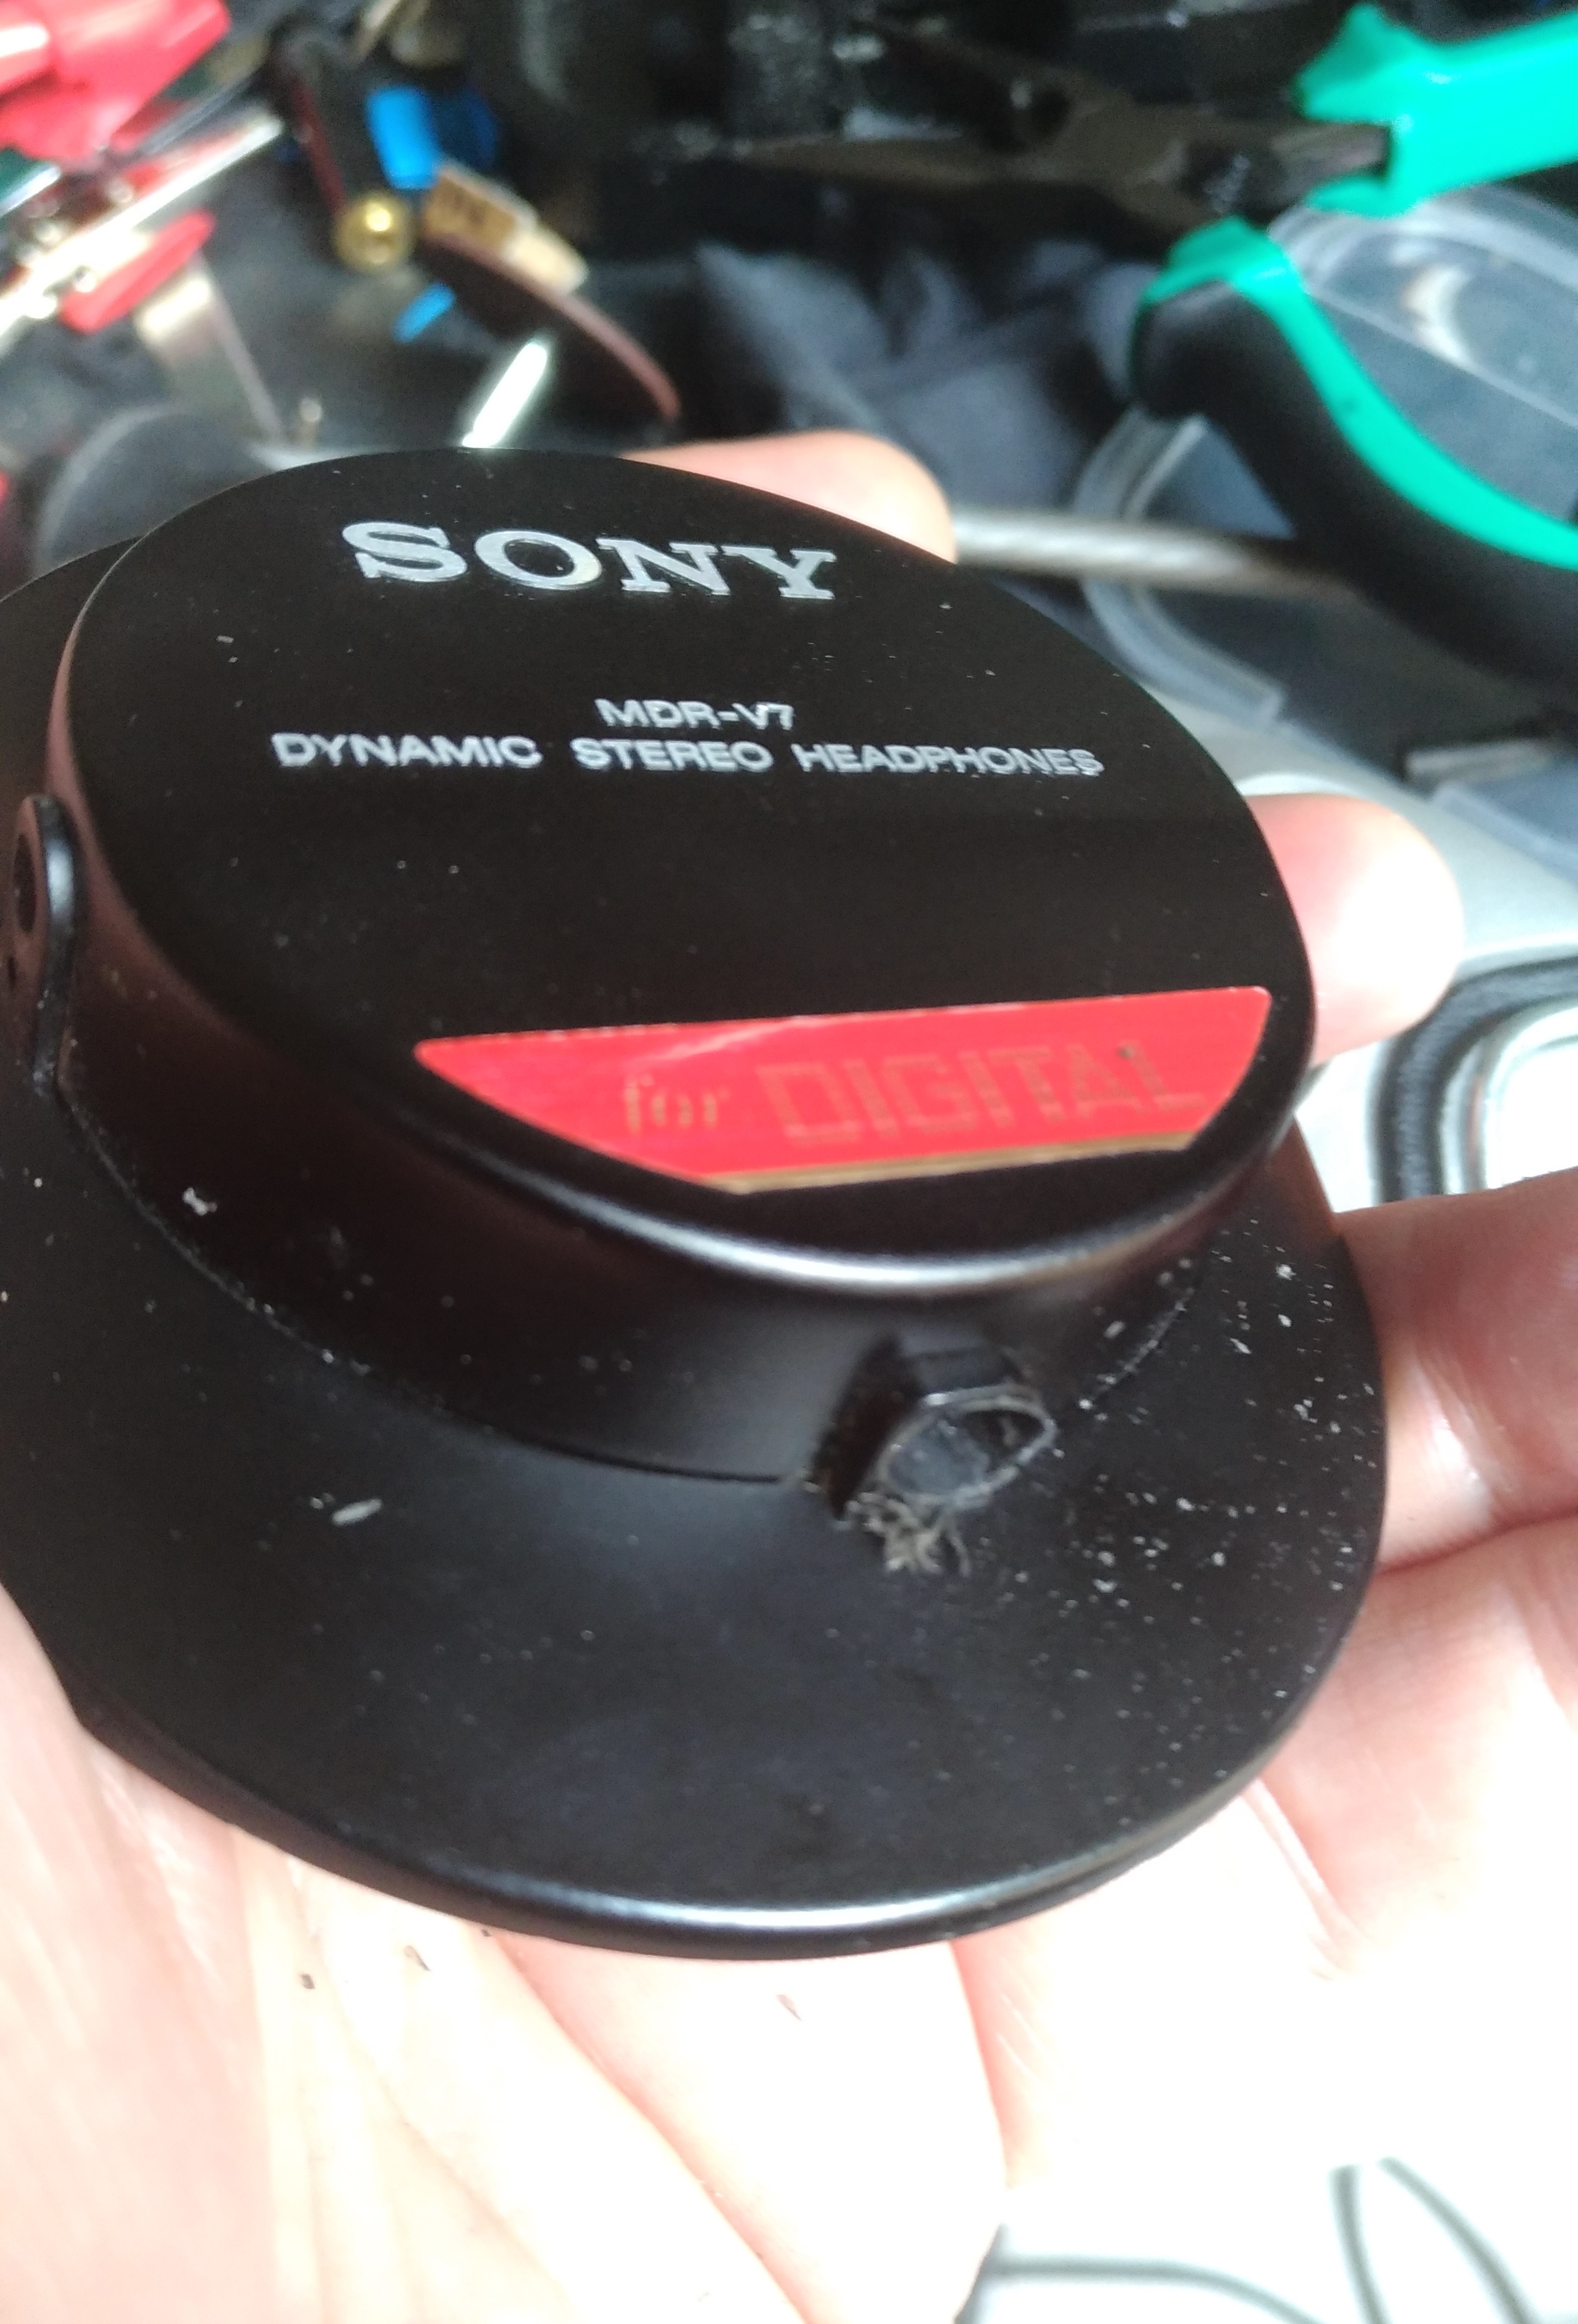 SONY
MDR-V7
DYNAMIC STEREO HEADPHONES
for DIGITAL